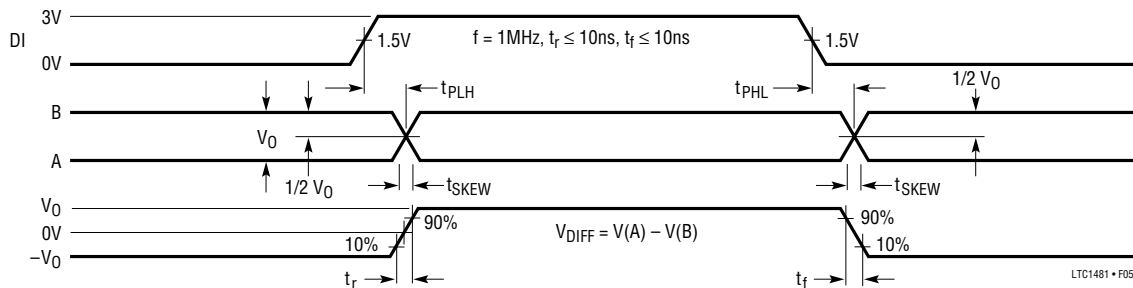 3V
DI
1.5V
f = 1MHz, tr ≤ 10ns, tf ≤ 10ns
1.5V
0V
tPLH
tPHL
1/2 VO
B
VO
A
1/2 VO
tSKEW
tSKEW
VO
90%
90%
0V
VDIFF = V(A) – V(B)
10%
10%
–VO
tr
tf
LTC1481 • F05